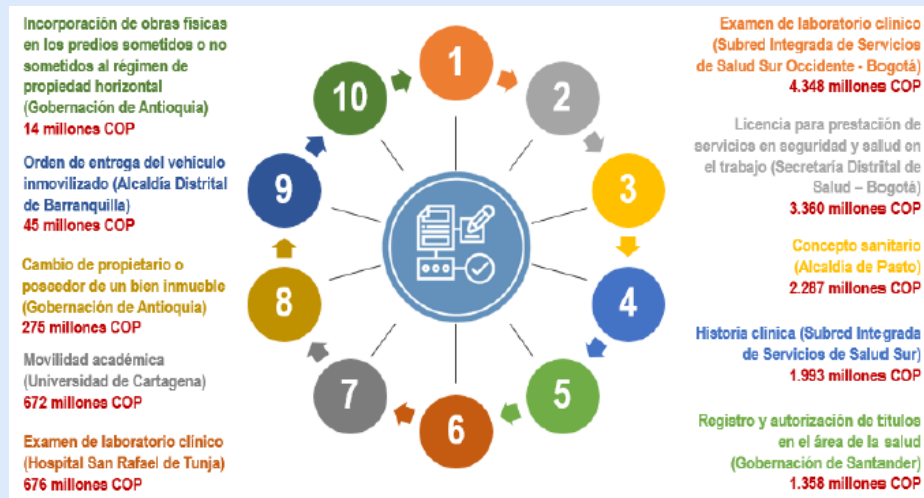 1
Examen de laboratorio clínico
(Subred Integrada de Servicios
de Salud Sur Occidente - Bogotá)
4.348 millones COP
2
Licencia para prestación de
servicios en seguridad y salud en
el trabajo (Secretaría Distrital de
Salud – Bogotá)
3.360 millones COP
3
Concepto sanitario
(Alcaldía de Pasto)
2.287 millones COP
4
Historia clínica (Subred Integrada
de Servicios de Salud Sur)
1.993 millones COP
5
Registro y autorización de títulos
en el área de la salud
(Gobernación de Santander)
1.358 millones COP
6
Examen de laboratorio clínico
(Hospital San Rafael de Tunja)
676 millones COP
7
Movilidad académica
(Universidad de Cartagena)
672 millones COP
8
Cambio de propietario o
poseedor de un bien inmueble
(Gobernación de Antioquia)
275 millones COP
9
Orden de entrega del vehículo
inmovilizado (Alcaldía Distrital
de Barranquilla)
45 millones COP
10
Incorporación de obras físicas
en los predios sometidos o no
sometidos al régimen de
propiedad horizontal
(Gobernación de Antioquia)
14 millones COP